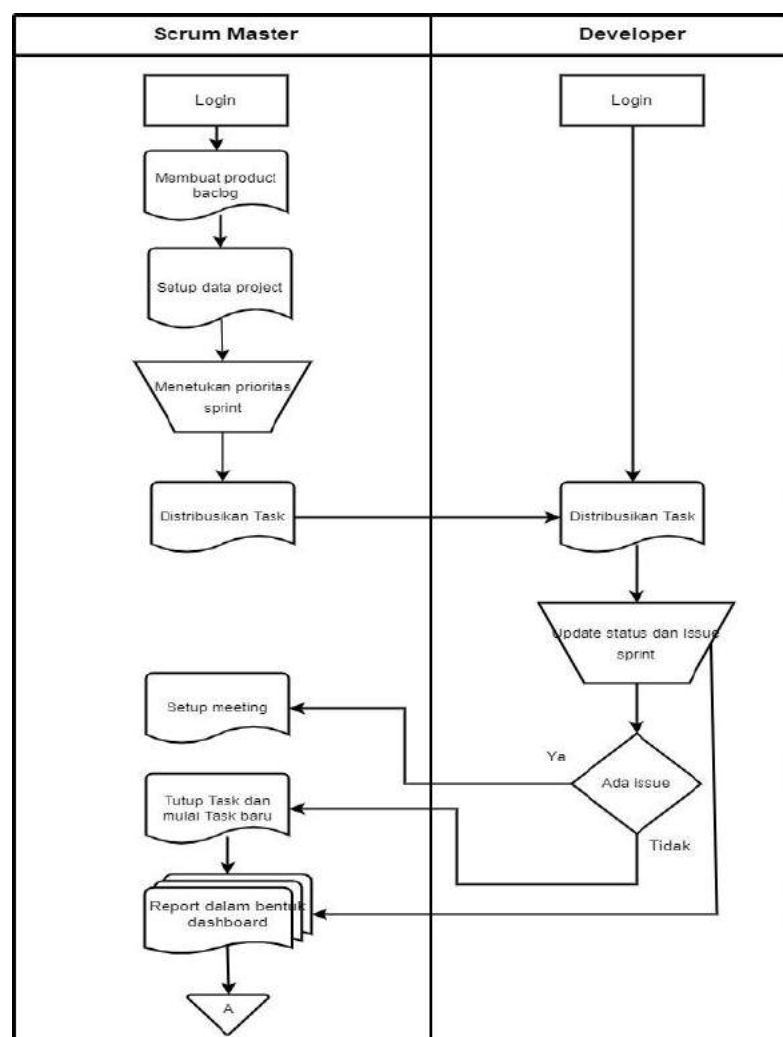 Scrum Master
Developer
Login
Login
Membuat product
baclog
Setup data project
Menetukan prioritas
sprint
Distribusikan Task
Distribusikan Task
Update status dan Issue
sprint
Setup meeting
Ya
Ada Issue
Tutup Task dan
mulai Task baru
Tidak
Report dalam bentuk
dashboard
A